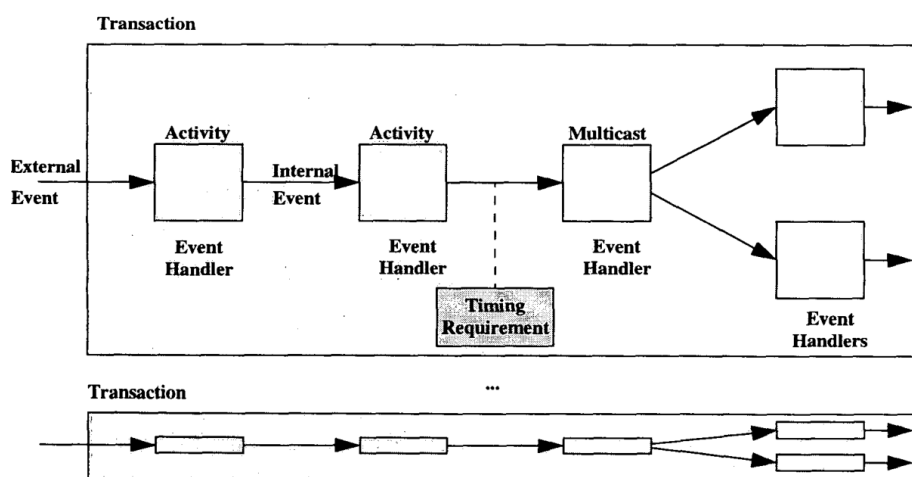 Transaction
Activity
Activity
Multicast
External
Event
Internal
Event
Event
Handler
Event
Handler
Event
Handler
Timing
Requirement
Event
Handlers
...
Transaction